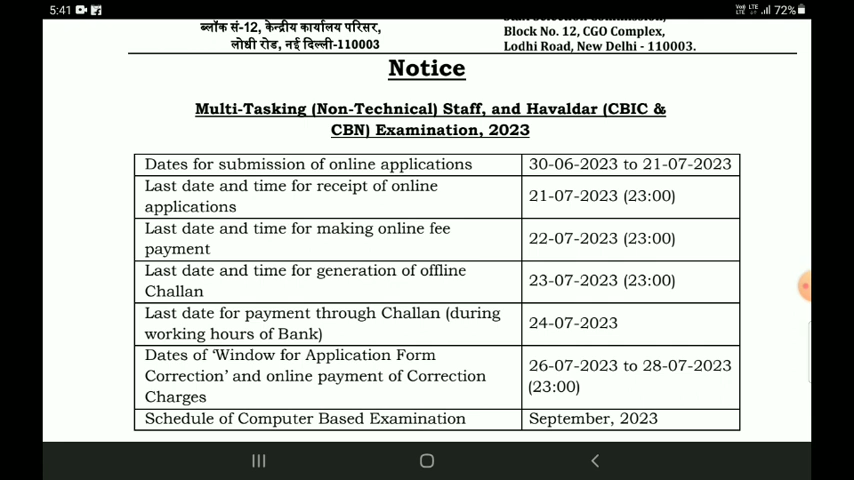 5:41
72%
ब्लॉक सं-12, केन्द्रीय कार्यालय परिसर,
लोधी रोड, नई दिल्ली-110003
Staff Selection Commission,
Block No. 12, CGO Complex,
Lodhi Road, New Delhi - 110003.
Notice
Multi-Tasking (Non-Technical) Staff, and Havaldar (CBIC &
CBN) Examination, 2023
Dates for submission of online applications 30-06-2023 to 21-07-2023
Last date and time for receipt of online
applications
21-07-2023 (23:00)
Last date and time for making online fee
payment
22-07-2023 (23:00)
Last date and time for generation of offline
Challan
23-07-2023 (23:00)
Last date for payment through Challan (during
working hours of Bank)
24-07-2023
Dates of ‘Window for Application Form
Correction’ and online payment of Correction
Charges
26-07-2023 to 28-07-2023
(23:00)
Schedule of Computer Based Examination September, 2023